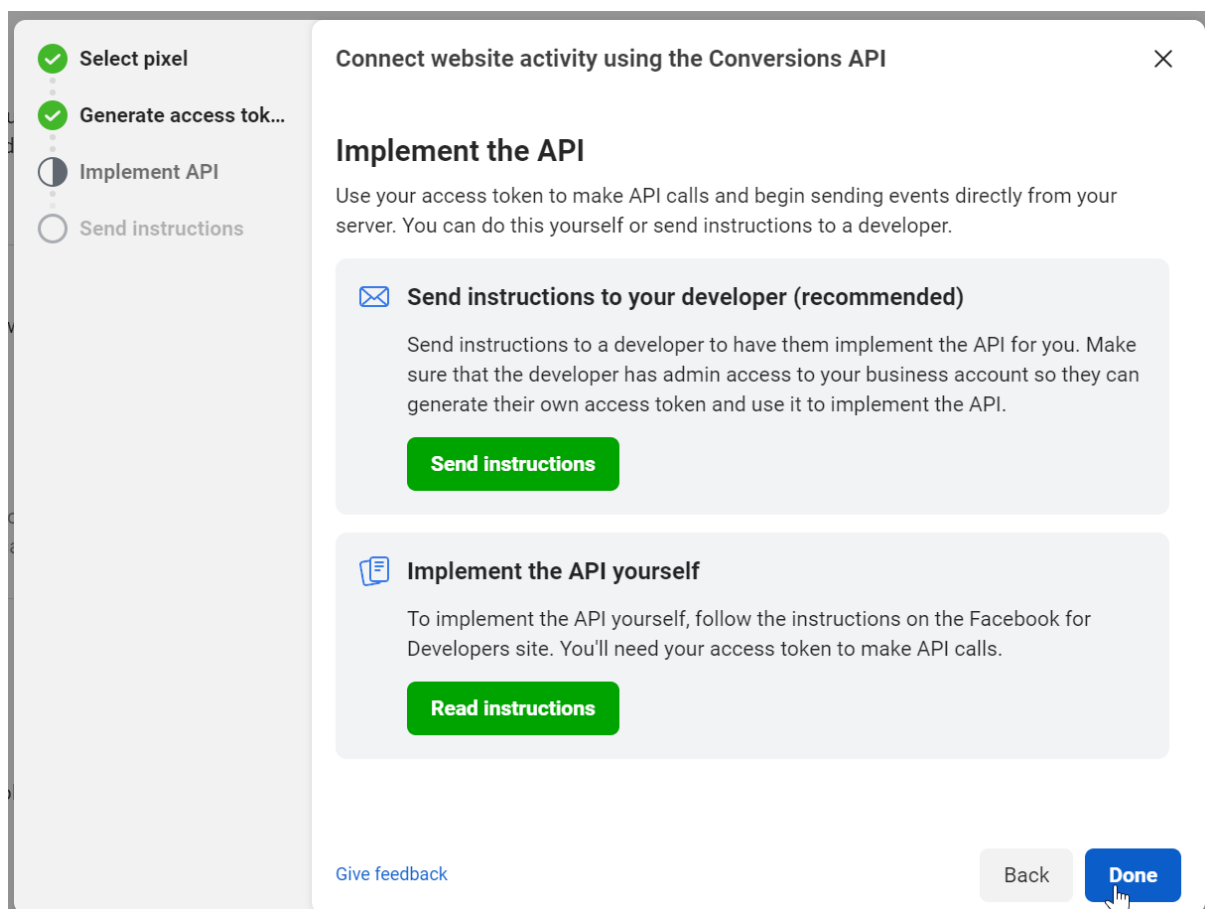 Select pixel
Generate access tok...
Implement API
Send instructions
Connect website activity using the Conversions API
Implement the API
Use your access token to make API calls and begin sending events directly from your
server. You can do this yourself or send instructions to a developer.
Send instructions to your developer (recommended)
Send instructions to a developer to have them implement the API for you. Make
sure that the developer has admin access to your business account so they can
generate their own access token and use it to implement the API.
Send instructions
Implement the API yourself
To implement the API yourself, follow the instructions on the Facebook for
Developers site. You'll need your access token to make API calls.
Read instructions
Give feedback
Back
Done